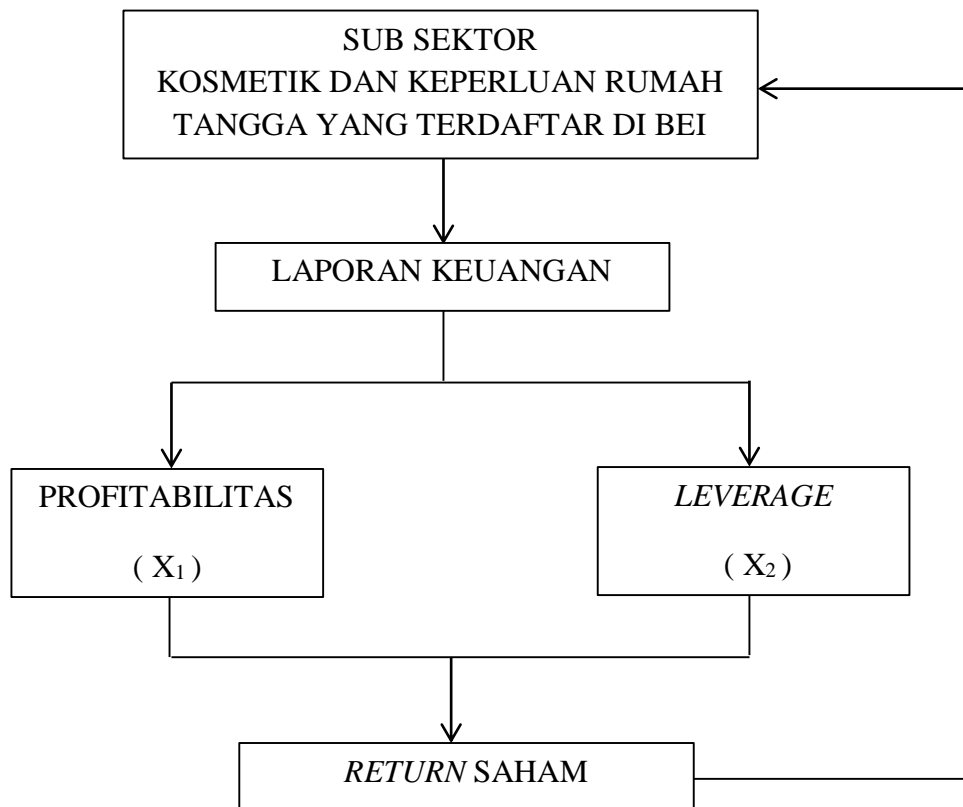 SUB SEKTOR
KOSMETIK DAN KEPERLUAN RUMAH
TANGGA YANG TERDAFTAR DI BEI
LAPORAN KEUANGAN
PROFITABILITAS
( X₁ )
LEVERAGE
( X₂ )
RETURN SAHAM